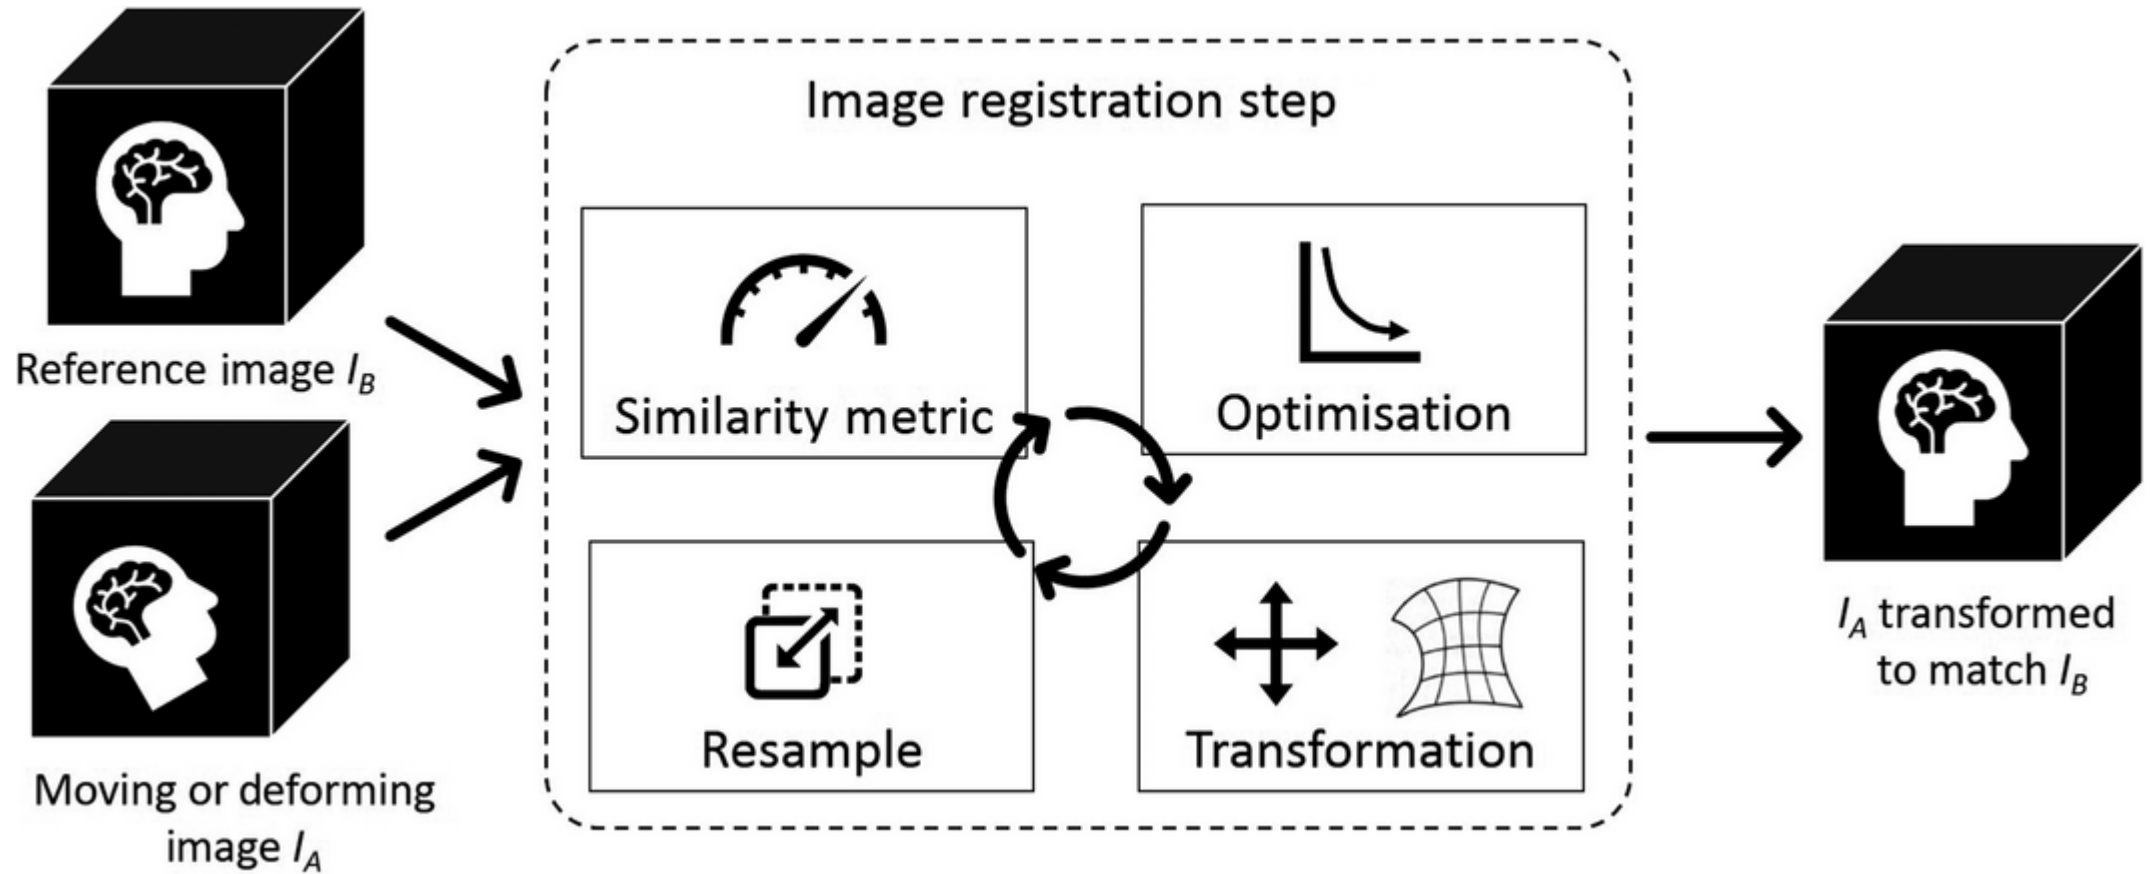 Reference image I_B
Moving or deforming
image I_A
Image registration step
Similarity metric
Optimisation
Resample
Transformation
I_A transformed
to match I_B